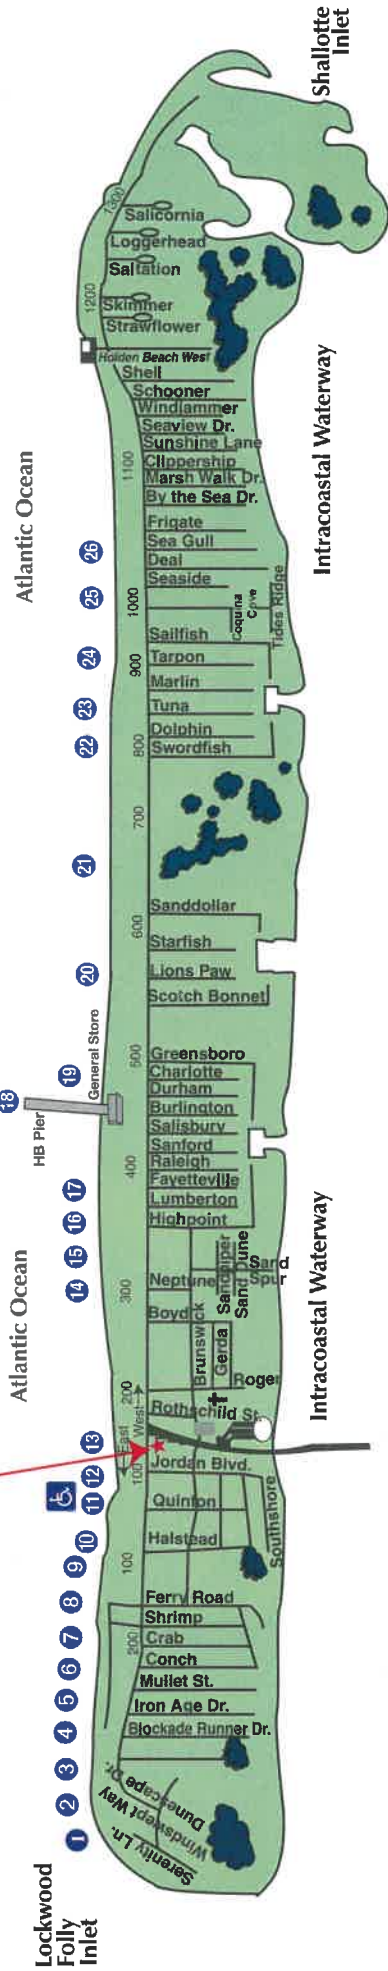 Shallotte
Inlet
1300
Salicornia
Loggerhead
Saltation
1200
Skimmer
Strawflower
Holden Beach West
Shell
Schooner
Windjammer
Seaview Dr.
Sunshine Lane
1100
Clippership
Marsh Walk Dr.
By the Sea Dr.
Intracoastal Waterway
Atlantic Ocean
Frigate
Sea Gull
26
Deal
25
Seaside
1000
Coquina
Cove
Tides Ridge
Sailfish
24
900
Tarpon
Marlin
23
Tuna
Dolphin
22
800
Swordfish
700
21
Sanddollar
600
Starfish
20
Lions Paw
Scotch Bonnet
500
Greensboro
General Store
19
Charlotte
Durham
18
HB Pier
Burlington
Salisbury
Sanford
400
Raleigh
Fayetteville
17
Lumberton
16
Highpoint
Atlantic Ocean
15
14
300
Neptune
Sandpiper
Sand Dune
Sand
Spur
Boyd
Brunswick
Gerda
Roger
Intracoastal Waterway
200
West
Rothschild St.
East
13
100
Jordan Blvd.
12
11
Quinton
Southshore
10
Halstead
9
100
8
Ferry Road
Shrimp
7
200
Crab
6
Conch
Mullet St.
5
Iron Age Dr.
4
Blockade Runner Dr.
3
Dunescape Dr.
2
Windswept Way
1
Serenity Ln.
Lockwood
Folly
Inlet